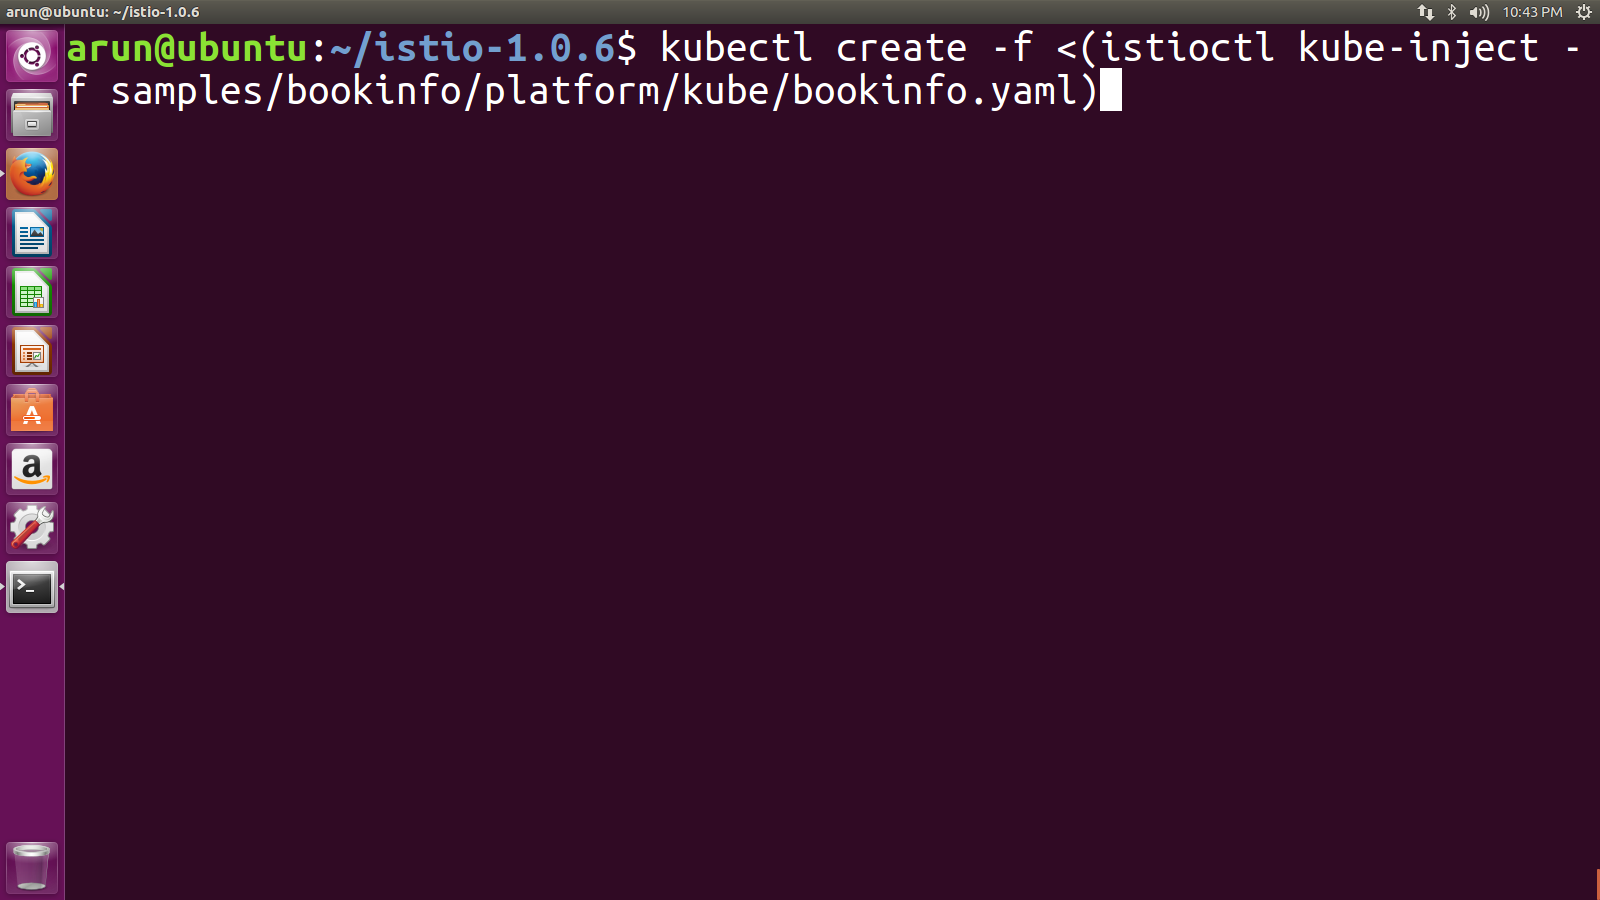 arun@ubuntu: ~/istio-1.0.6
10:43 PM
arun@ubuntu:~/istio-1.0.6$ kubectl create -f <(istioctl kube-inject -
f samples/bookinfo/platform/kube/bookinfo.yaml)